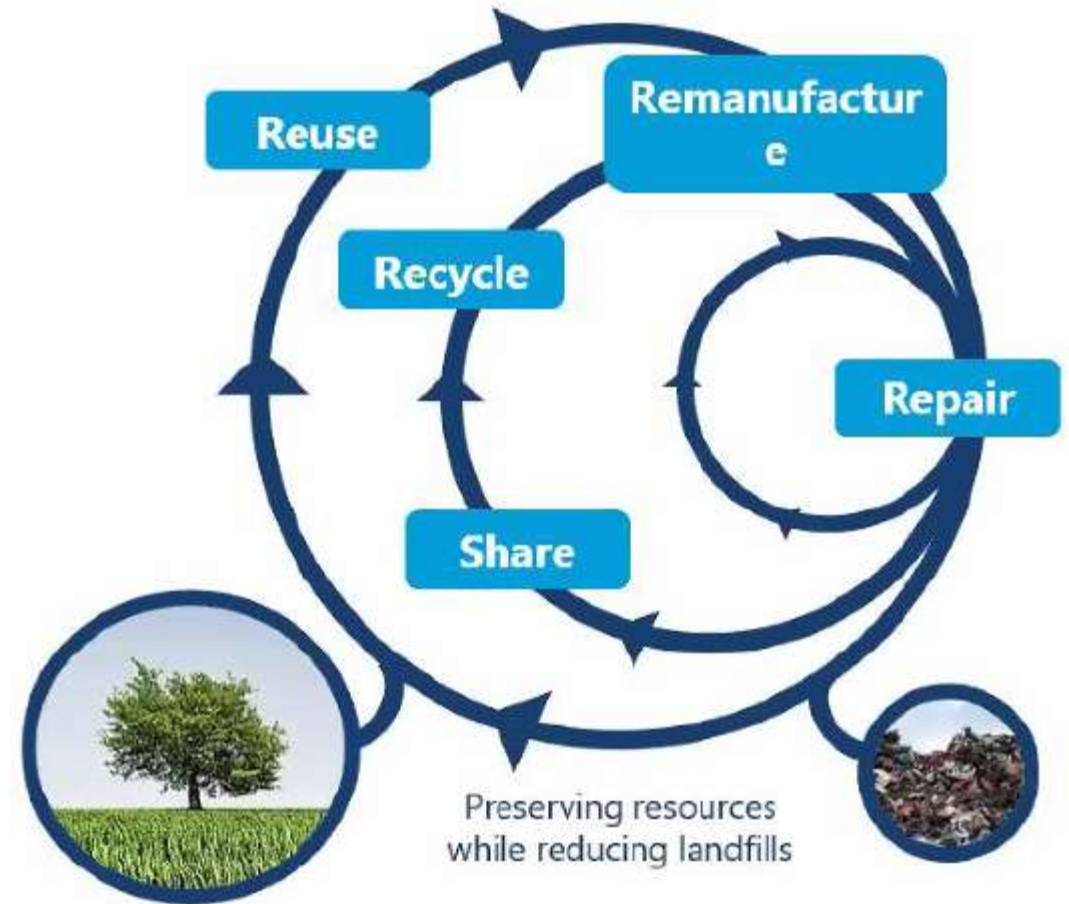 Remanufactur
e
Reuse
Recycle
Repair
Share
Preserving resources
while reducing landfills